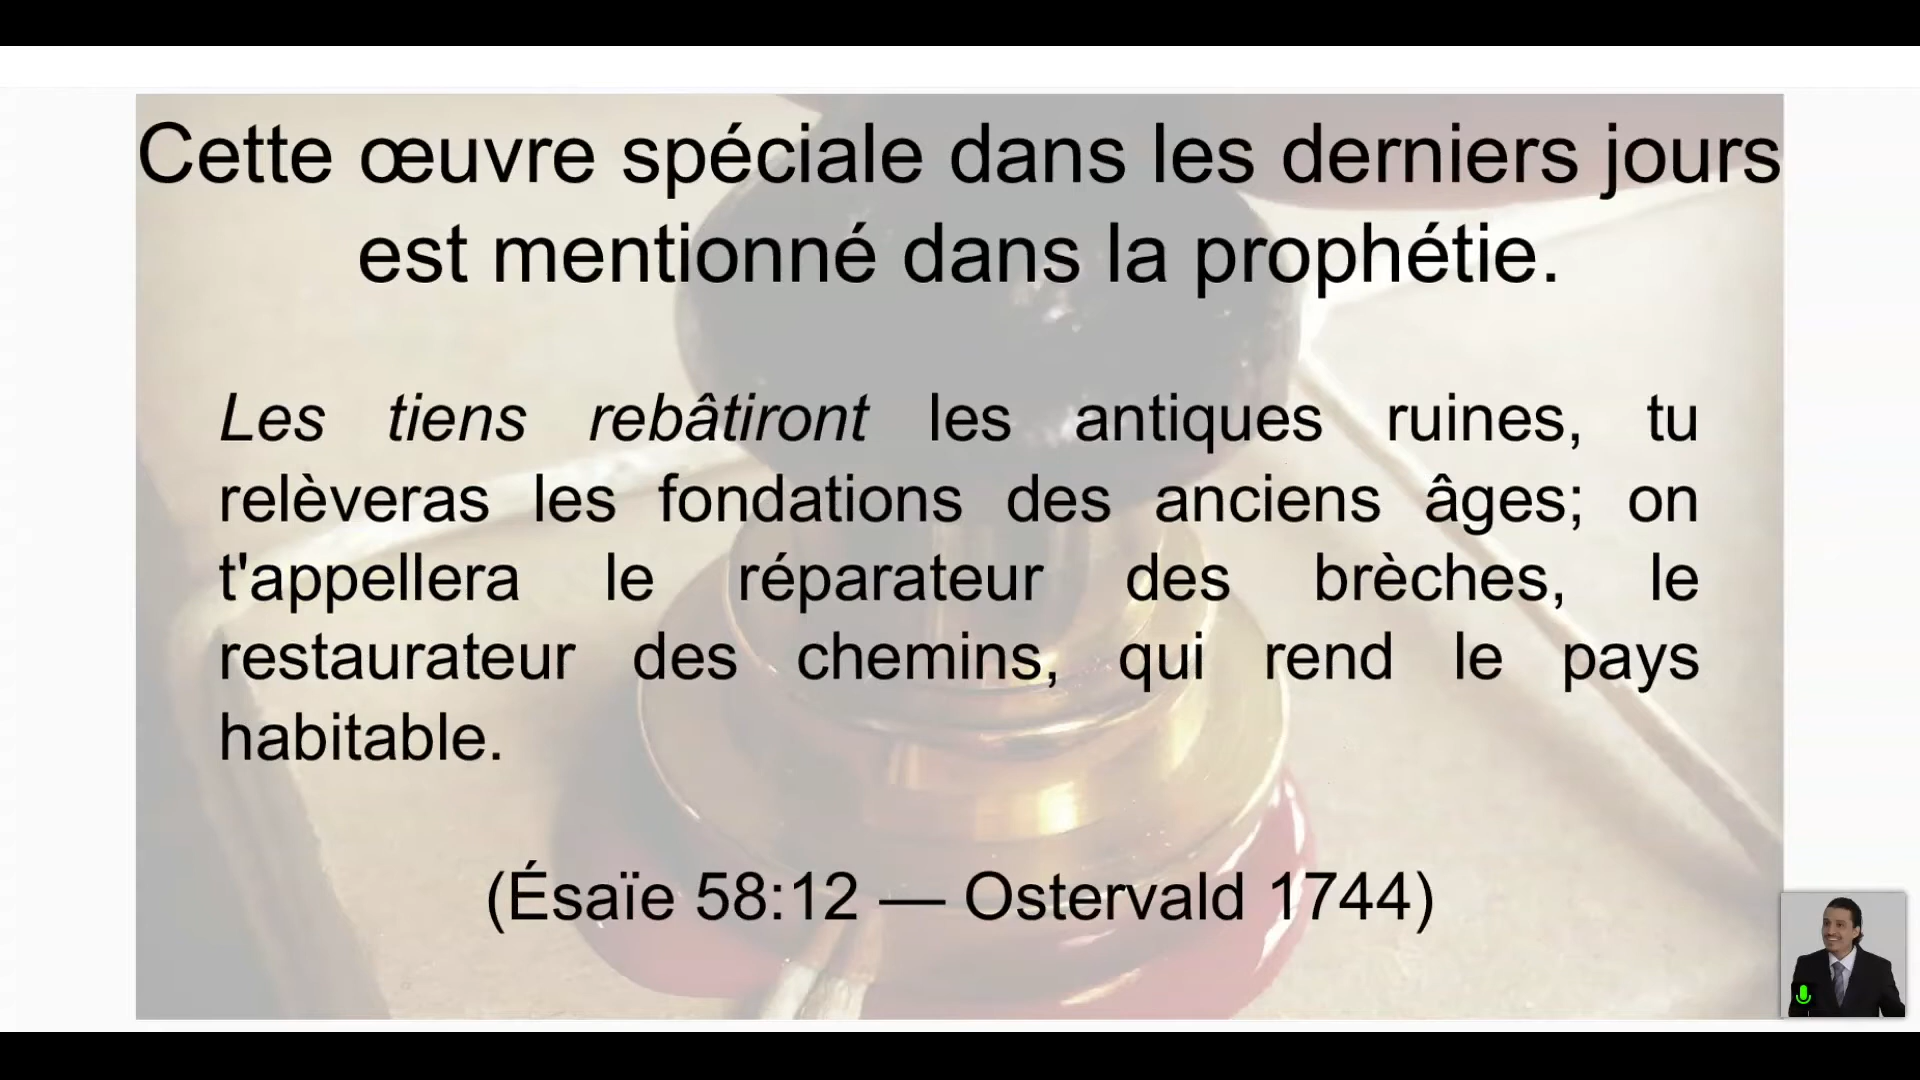 Cette œuvre spéciale dans les derniers jours
est mentionné dans la prophétie.
Les tiens rebâtiront les antiques ruines, tu
relèveras les fondations des anciens âges; on
t'appellera le réparateur des brèches, le
restaurateur des chemins, qui rend le pays
habitable.
(Ésaïe 58:12 — Ostervald 1744)